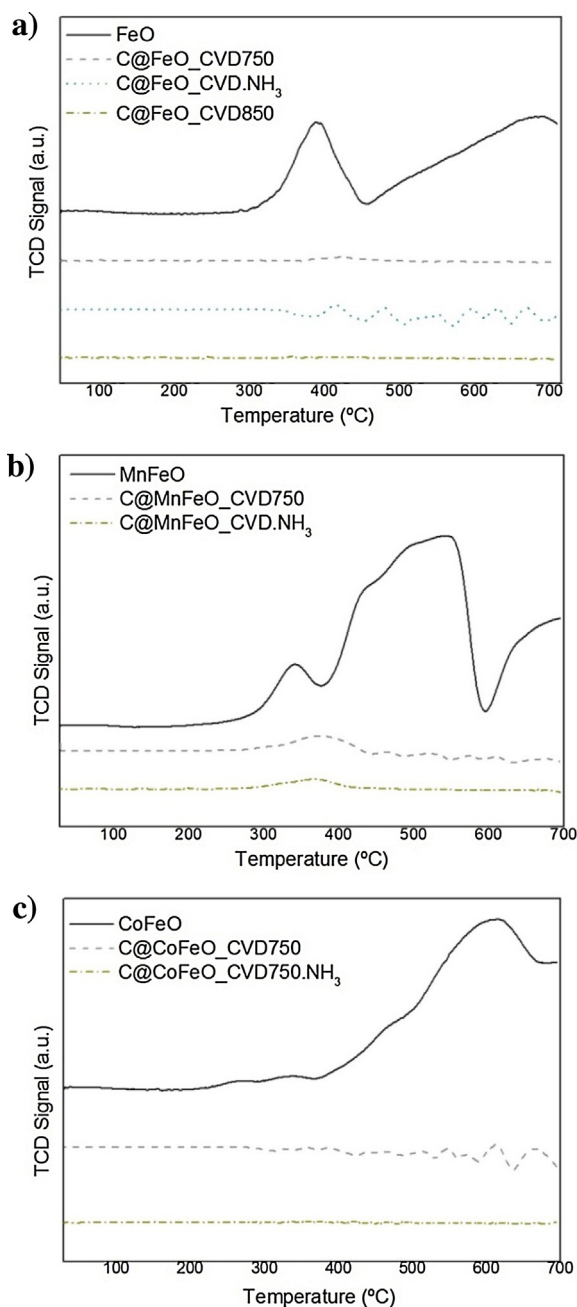 a)
FeO
C@FeO_CVD750
C@FeO_CVD.NH3
C@FeO_CVD850
TCD Signal (a.u.)
100 200 300 400 500 600 700
Temperature (ºC)
b)
MnFeO
C@MnFeO_CVD750
C@MnFeO_CVD.NH3
TCD Signal (a.u.)
100 200 300 400 500 600 700
Temperature (ºC)
c)
CoFeO
C@CoFeO_CVD750
C@CoFeO_CVD750.NH3
TCD Signal (a.u.)
100 200 300 400 500 600 700
Temperature (ºC)